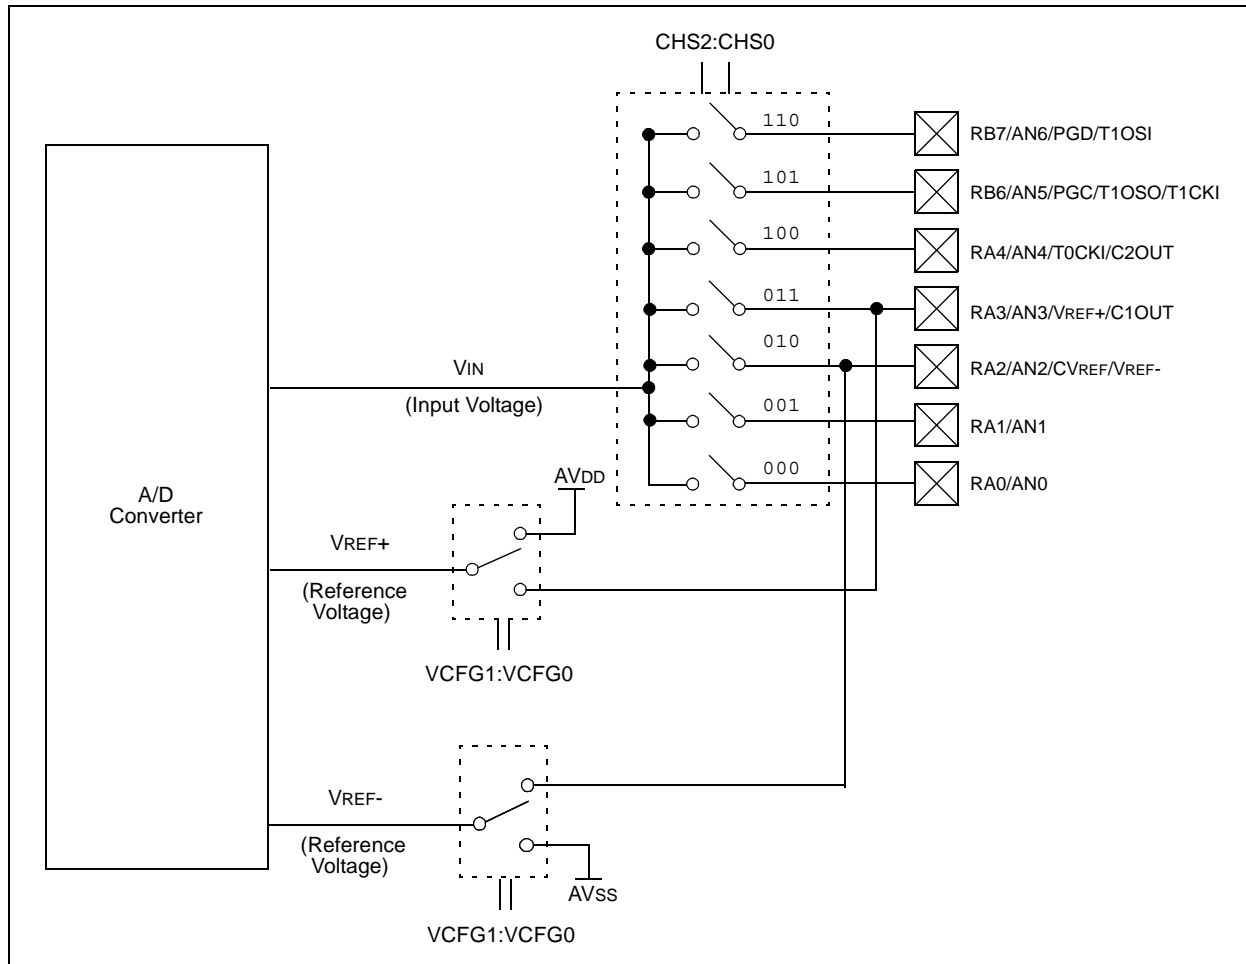 CHS2:CHS0
110
RB7/AN6/PGD/T1OSI
101
RB6/AN5/PGC/T1OSO/T1CKI
100
RA4/AN4/T0CKI/C2OUT
011
RA3/AN3/VREF+/C1OUT
010
RA2/AN2/CVREF/VREF-
VIN
(Input Voltage)
001
RA1/AN1
000
RA0/AN0
AVDD
A/D
Converter
VREF+
(Reference
Voltage)
VCFG1:VCFG0
VREF-
(Reference
Voltage)
AVSS
VCFG1:VCFG0